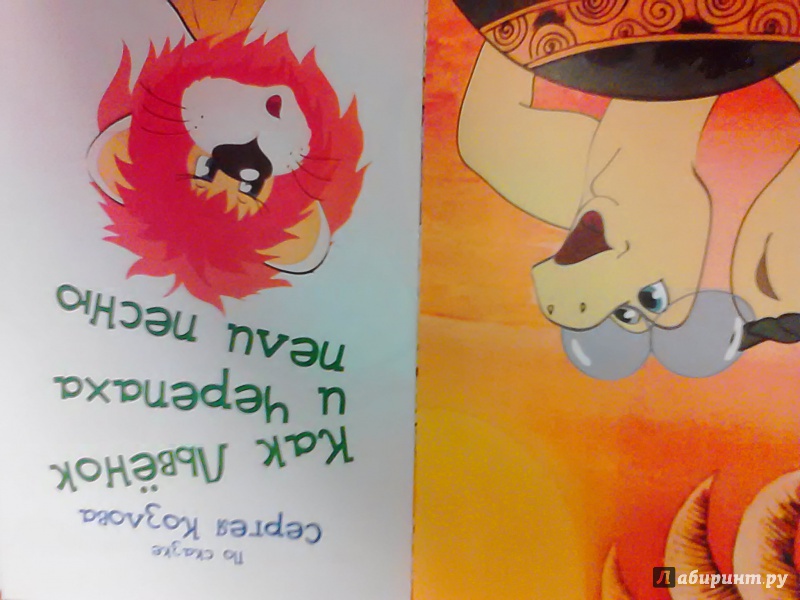 По сказке
Сергея Козлова
Как Львёнок
и Черепаха
пели песню
Лабиринт.ру